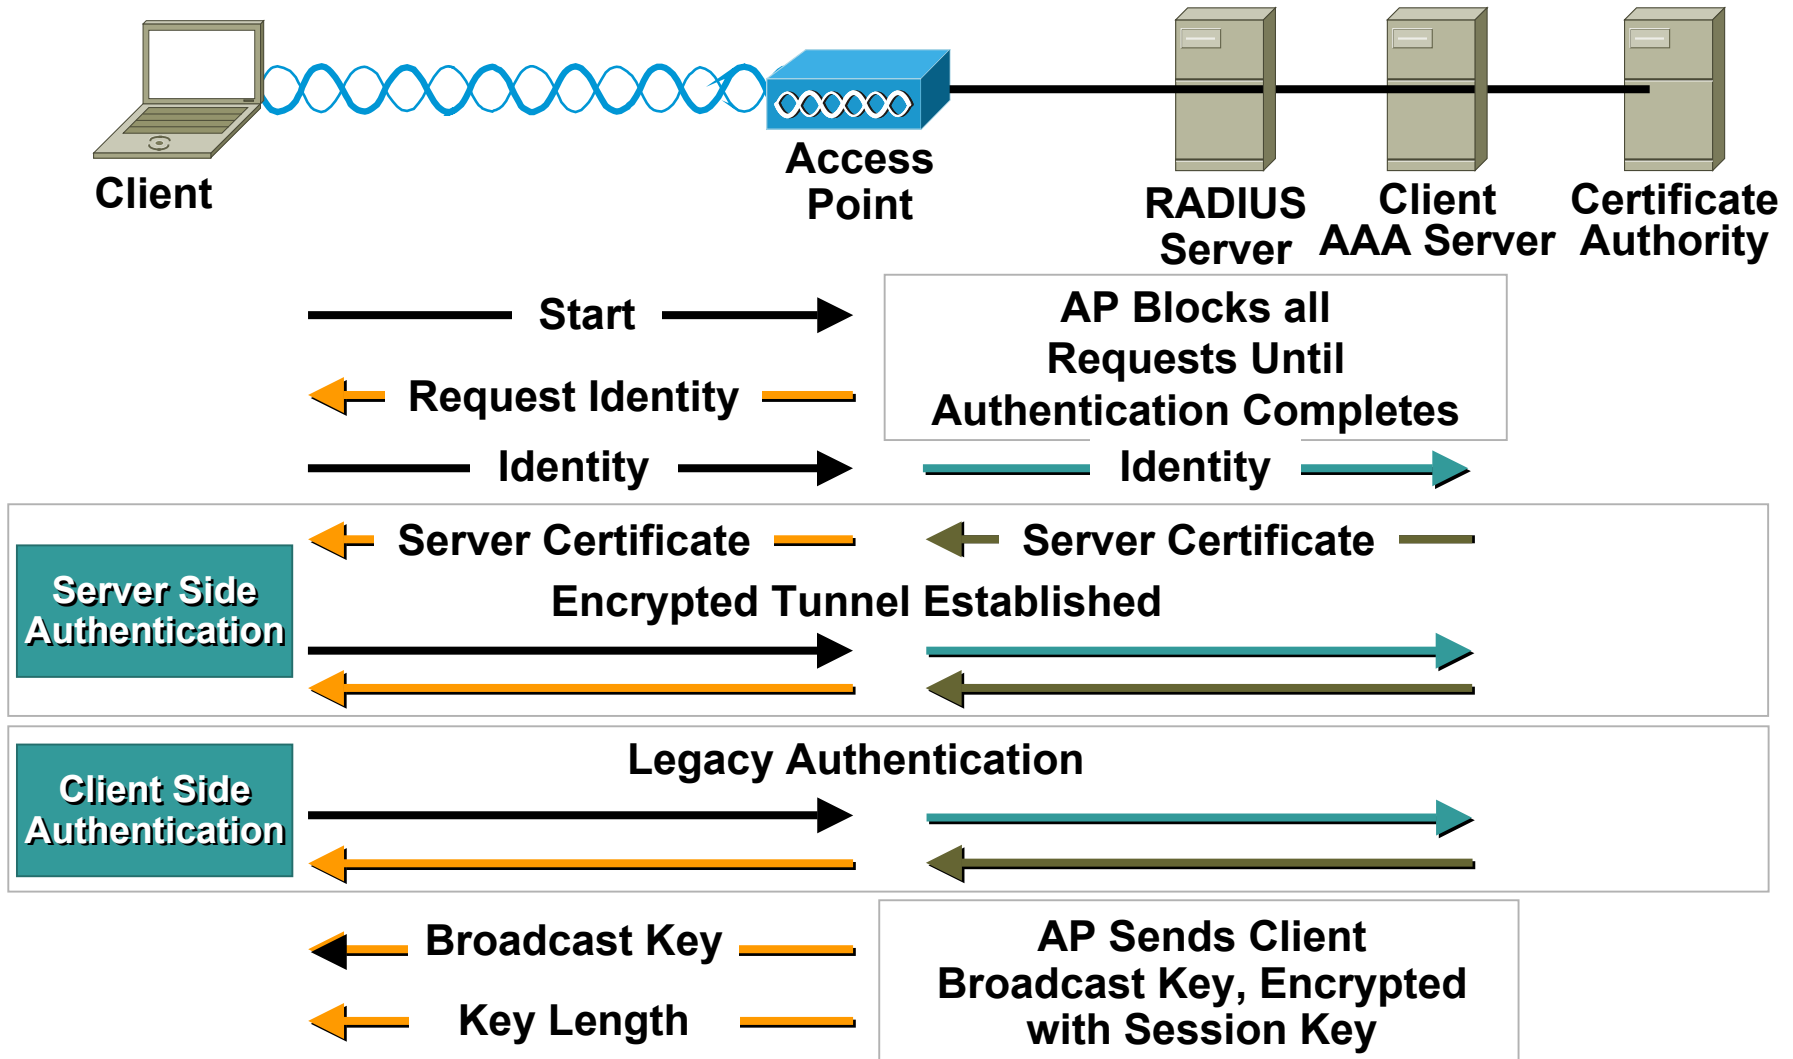 Client
Access
Point
RADIUS
Server
Client
AAA Server
Certificate
Authority
Start
AP Blocks all
Requests Until
Authentication Completes
Request Identity
Identity
Identity
Server Certificate
Server Certificate
Server Side
Authentication
Encrypted Tunnel Established
Client Side
Authentication
Legacy Authentication
Broadcast Key
Key Length
AP Sends Client
Broadcast Key, Encrypted
with Session Key